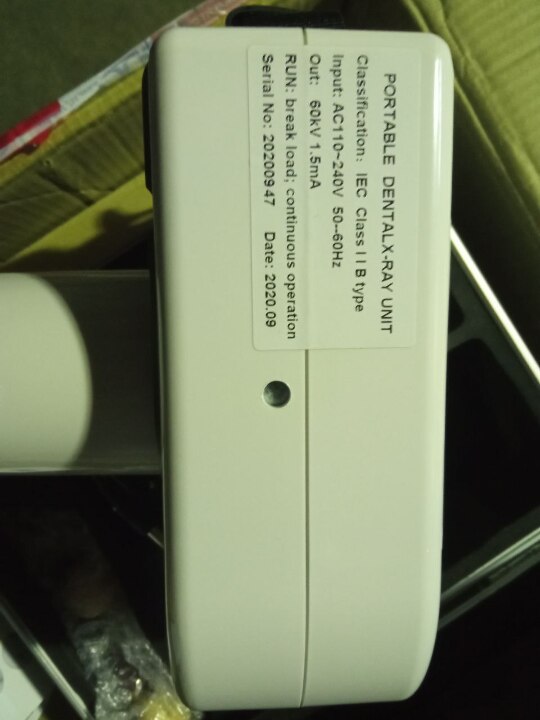 PORTABLE DENTALX-RAY UNIT
Classification: IEC Class I I B type
Input: AC110~240V 50--60Hz
Out: 60kV 1.5mA
RUN: break load; continuous operation
Serial No: 20200947 Date: 2020.09